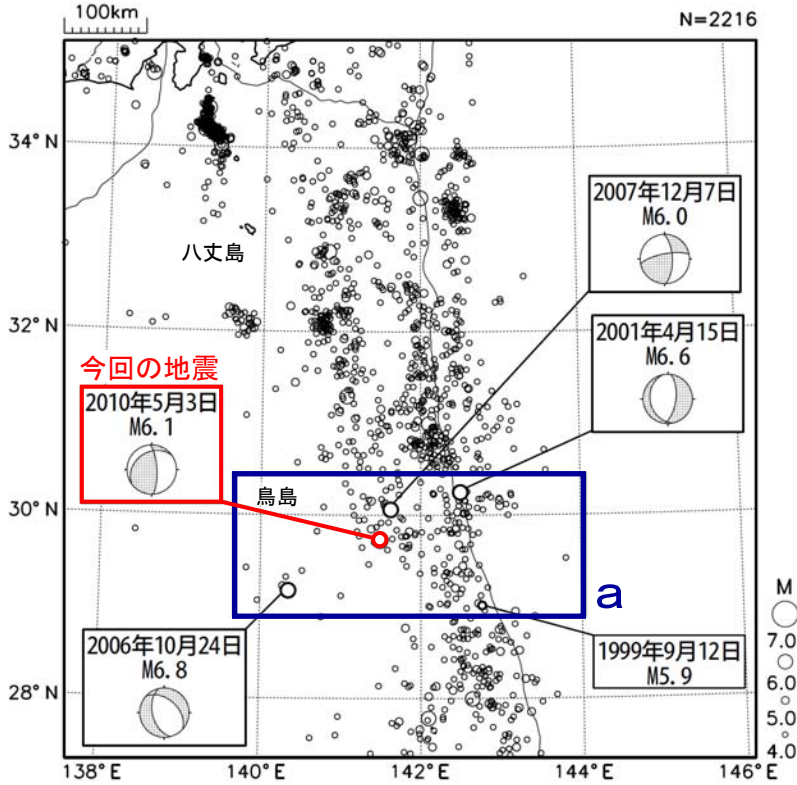 100km
N=2216
34°N
32°N
30°N
28°N
138°E
140°E
142°E
144°E
146°E
八丈島
鳥島
今回の地震
2010年5月3日
M6.1
2007年12月7日
M6.0
2001年4月15日
M6.6
2006年10月24日
M6.8
1999年9月12日
M5.9
a
M
7.0
6.0
5.0
4.0